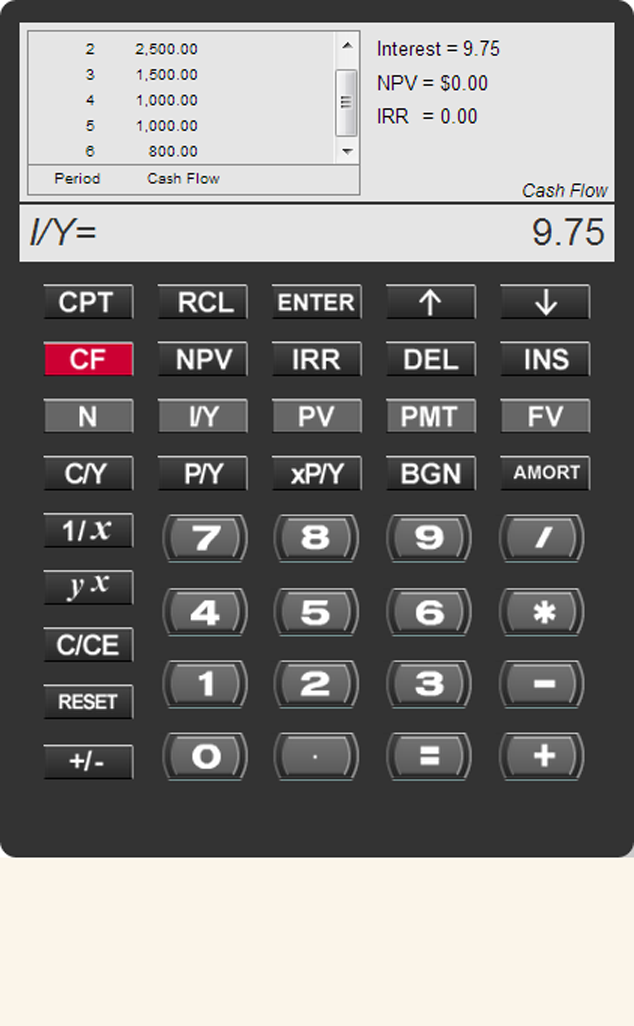 2 2,500.00
3 1,500.00
4 1,000.00
5 1,000.00
6 800.00
Period Cash Flow
Interest = 9.75
NPV = $0.00
IRR = 0.00
Cash Flow
I/Y= 9.75
CPT RCL ENTER ↑ ↓
CF NPV IRR DEL INS
N I/Y PV PMT FV
C/Y P/Y xP/Y BGN AMORT
1/x 7 8 9 /
y x 4 5 6 *
C/CE 1 2 3 -
RESET 0 . = +
+/-